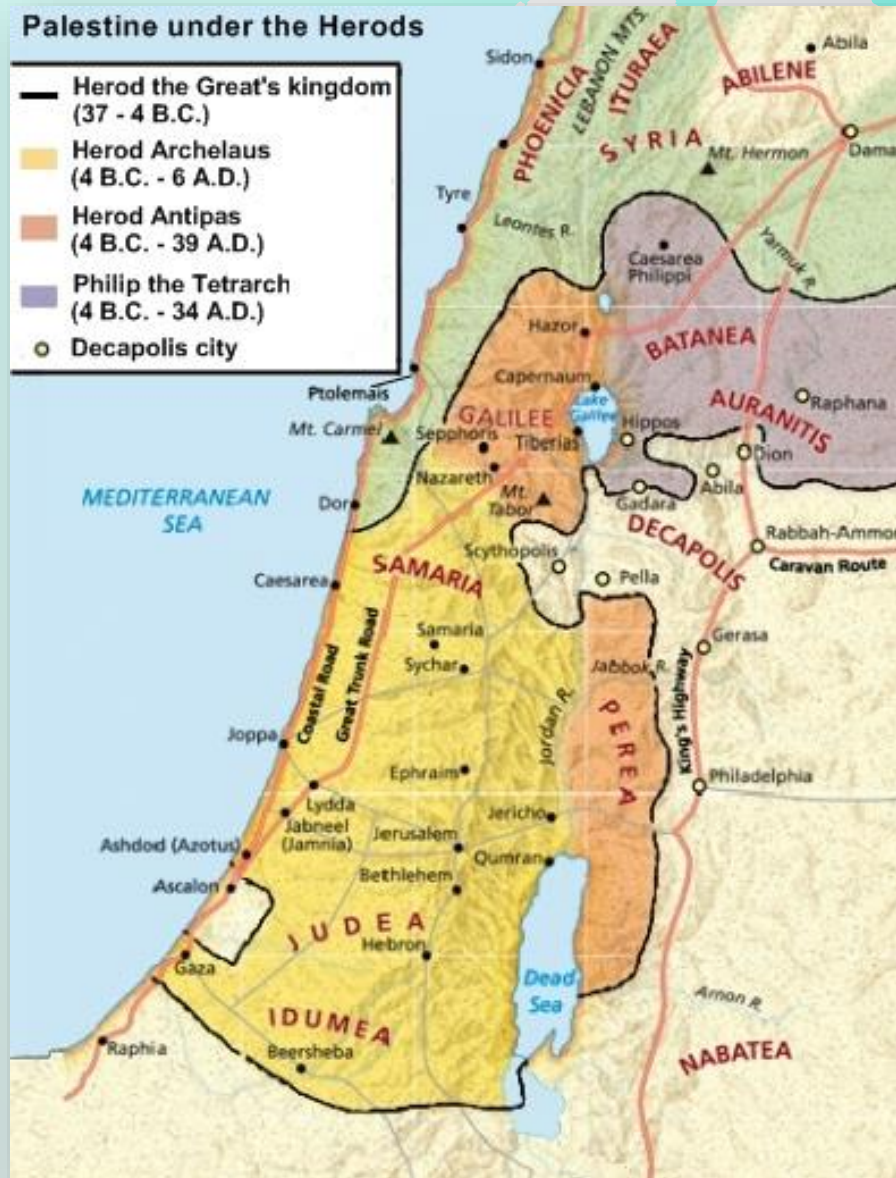 Palestine under the Herods
Herod the Great's kingdom
(37 - 4 B.C.)
Herod Archelaus
(4 B.C. - 6 A.D.)
Herod Antipas
(4 B.C. - 39 A.D.)
Philip the Tetrarch
(4 B.C. - 34 A.D.)
Decapolis city
Sidon
PHOENICIA
LEBANON MTS.
ITURAEA
ABILENE
Abila
SYRIA
Mt. Hermon
Dama
Tyre
Leontes R.
Caesarea
Philippi
Yarmuk R.
Hazor
BATANEA
Capernaum
Ptolemais
Lake
Galilee
AURANITIS
Raphana
Mt. Carmel
GALILEE
Sepphoris
Tiberias
Hippos
Dion
Nazareth
Abila
MEDITERRANEAN
SEA
Dor
Mt.
Tabor
Gadara
DECAPOLIS
Rabbah-Ammon
Scythopolis
Caravan Route
Caesarea
SAMARIA
Pella
Samaria
Gerasa
Sychar
Jabbok R.
Coastal Road
Great Trunk Road
Jordan R.
PEREA
King's Highway
Joppa
Ephraim
Philadelphia
Lydda
Jabneel
(Jamnia)
Jericho
Ashdod (Azotus)
Jerusalem
Qumran
Ascalon
Bethlehem
JUDEA
Hebron
Gaza
Dead
Sea
Arnon R.
IDUMEA
Raphia
Beersheba
NABATEA